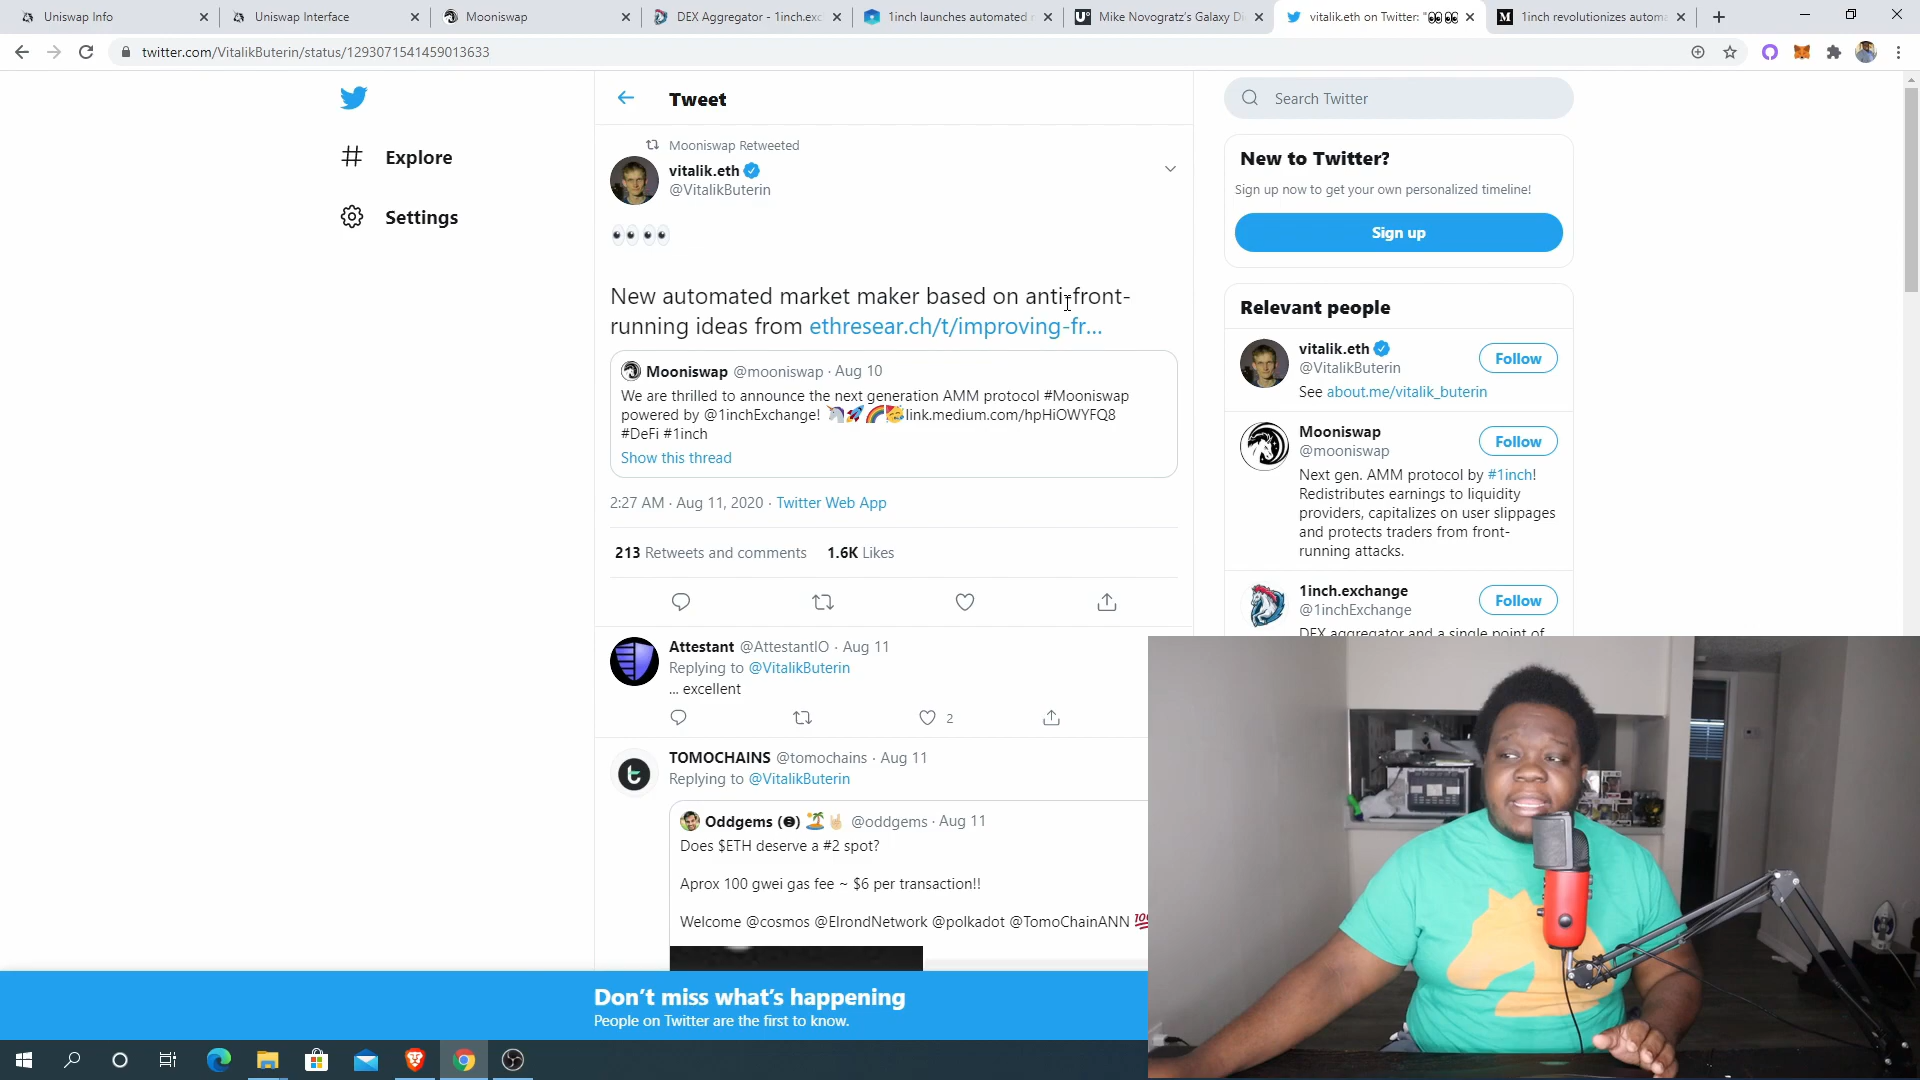 Uniswap Info
Uniswap Interface
Mooniswap
DEX Aggregator - 1inch.exc
1inch launches automated
Mike Novogratz's Galaxy Di
vitalik.eth on Twitter: "👀👀
1inch revolutionizes automa
twitter.com/VitalikButerin/status/1293071541459013633
Explore
Settings
Tweet
Mooniswap Retweeted
vitalik.eth
@VitalikButerin
👀👀
New automated market maker based on anti-front-
running ideas from ethresear.ch/t/improving-fr...
Mooniswap @mooniswap · Aug 10
We are thrilled to announce the next generation AMM protocol #Mooniswap
powered by @1inchExchange! 🦄🚀🌈🥳link.medium.com/hpHiOWYFQ8
#DeFi #1inch
Show this thread
2:27 AM · Aug 11, 2020 · Twitter Web App
213 Retweets and comments 1.6K Likes
Attestant @AttestantIO · Aug 11
Replying to @VitalikButerin
... excellent
2
TOMOCHAINS @tomochains · Aug 11
Replying to @VitalikButerin
Oddgems (⊖) 🏝️🤘🏼 @oddgems · Aug 11
Does $ETH deserve a #2 spot?
Aprox 100 gwei gas fee ~ $6 per transaction!!
Welcome @cosmos @ElrondNetwork @polkadot @TomoChainANN 💯
Search Twitter
New to Twitter?
Sign up now to get your own personalized timeline!
Sign up
Relevant people
vitalik.eth
@VitalikButerin
Follow
See about.me/vitalik_buterin
Mooniswap
@mooniswap
Follow
Next gen. AMM protocol by #1inch!
Redistributes earnings to liquidity
providers, capitalizes on user slippages
and protects traders from front-
running attacks.
1inch.exchange
@1inchExchange
Follow
DEX aggregator and a single point of
Don't miss what's happening
People on Twitter are the first to know.